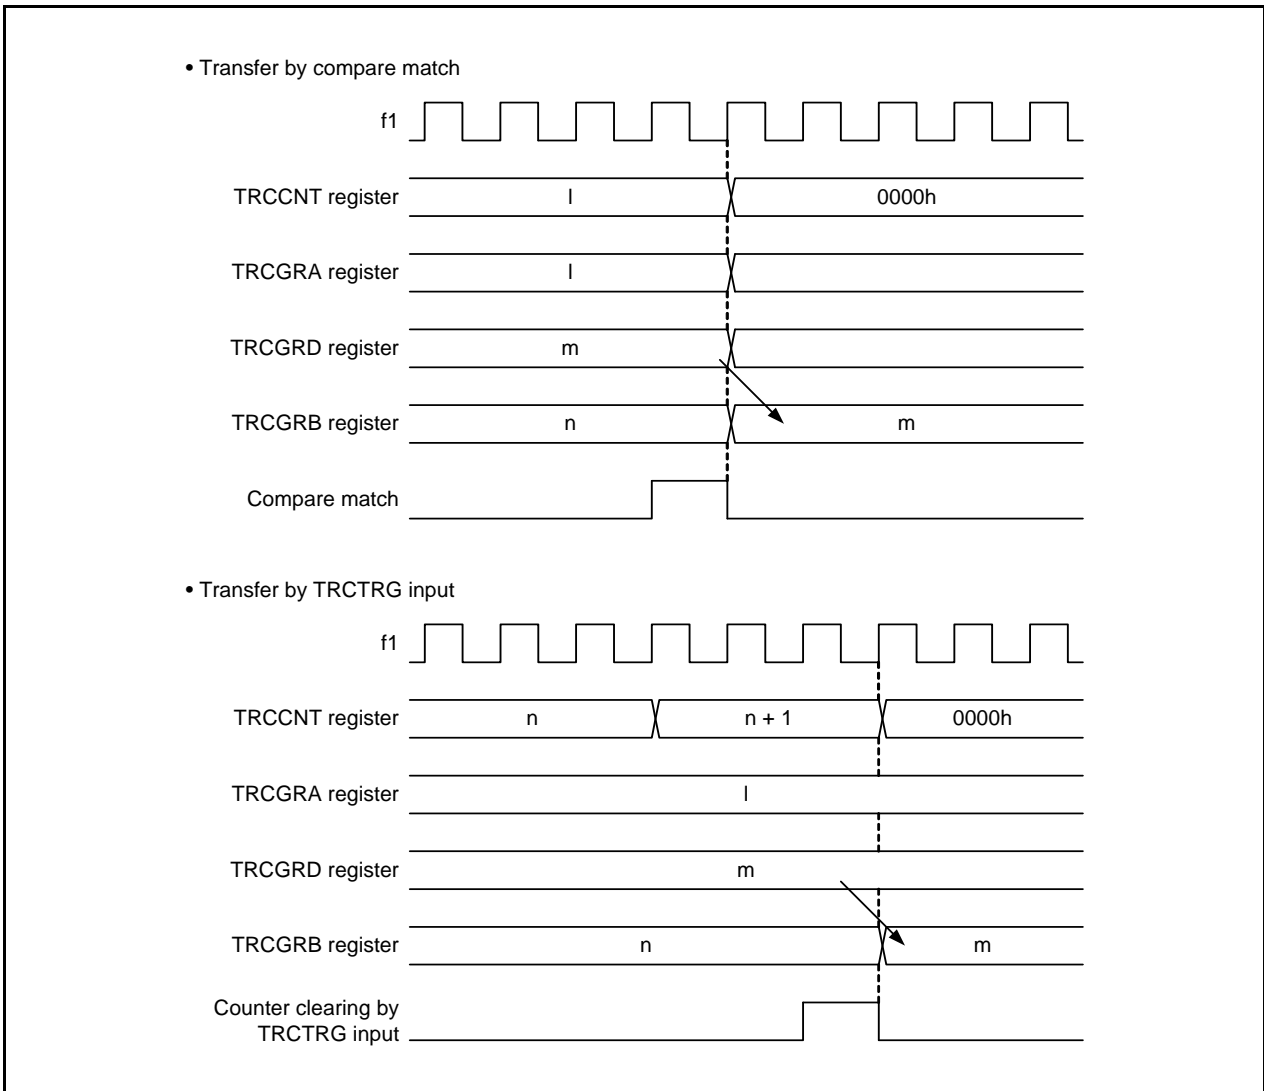 • Transfer by compare match
f1
TRCCNT register l 0000h
TRCGRA register l
TRCGRD register m
TRCGRB register n m
Compare match
• Transfer by TRCTRG input
f1
TRCCNT register n n + 1 0000h
TRCGRA register l
TRCGRD register m
TRCGRB register n m
Counter clearing by
TRCTRG input